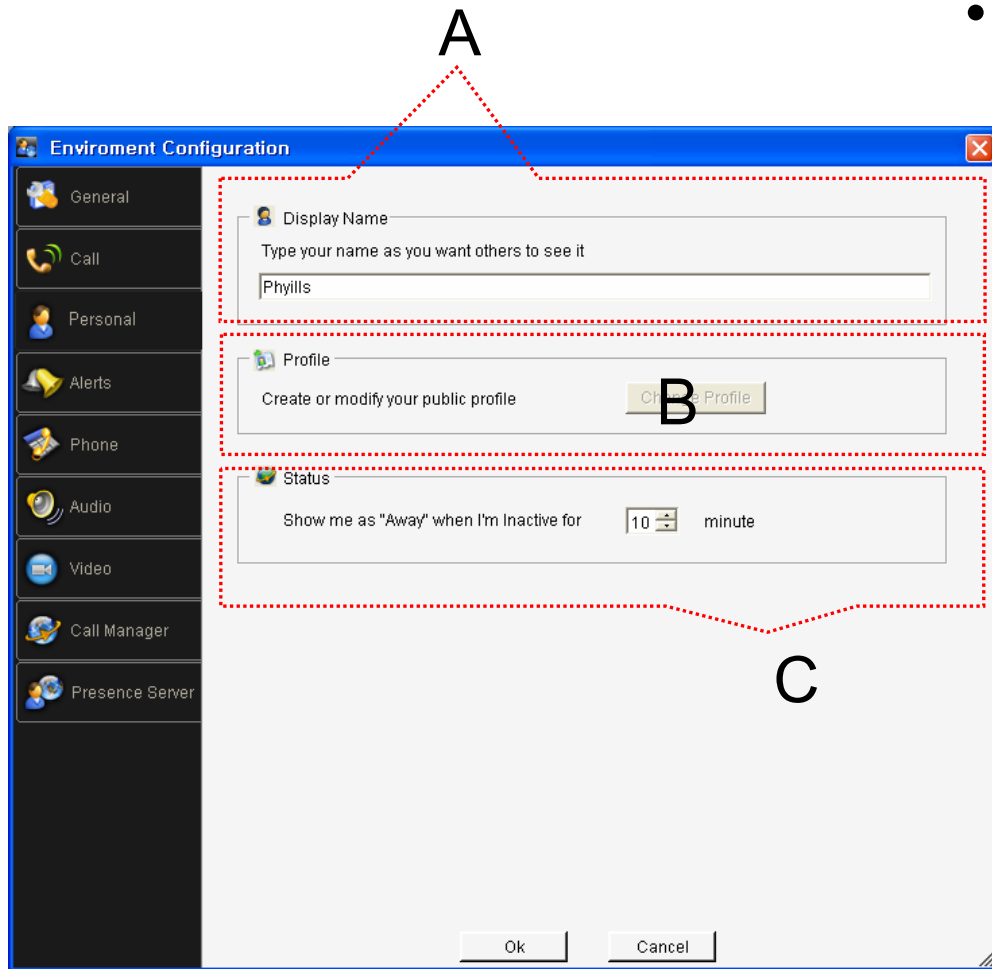 A
•
Enviroment Configuration
General
Call
Personal
Alerts
Phone
Audio
Video
Call Manager
Presence Server
Display Name
Type your name as you want others to see it
Phyills
Profile
Create or modify your public profile
Change Profile
B
Status
Show me as "Away" when I'm Inactive for 10 minute
C
Ok Cancel